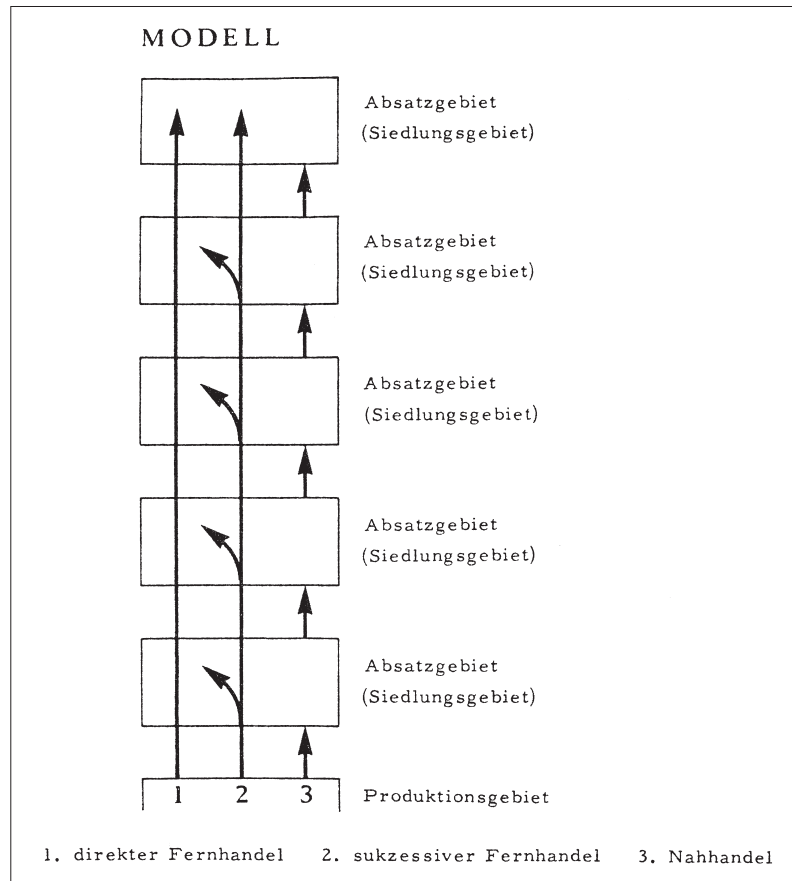 MODELL
Absatzgebiet
(Siedlungsgebiet)
Absatzgebiet
(Siedlungsgebiet)
Absatzgebiet
(Siedlungsgebiet)
Absatzgebiet
(Siedlungsgebiet)
Absatzgebiet
(Siedlungsgebiet)
1 2 3 Produktionsgebiet
1. direkter Fernhandel 2. sukzessiver Fernhandel 3. Nahhandel